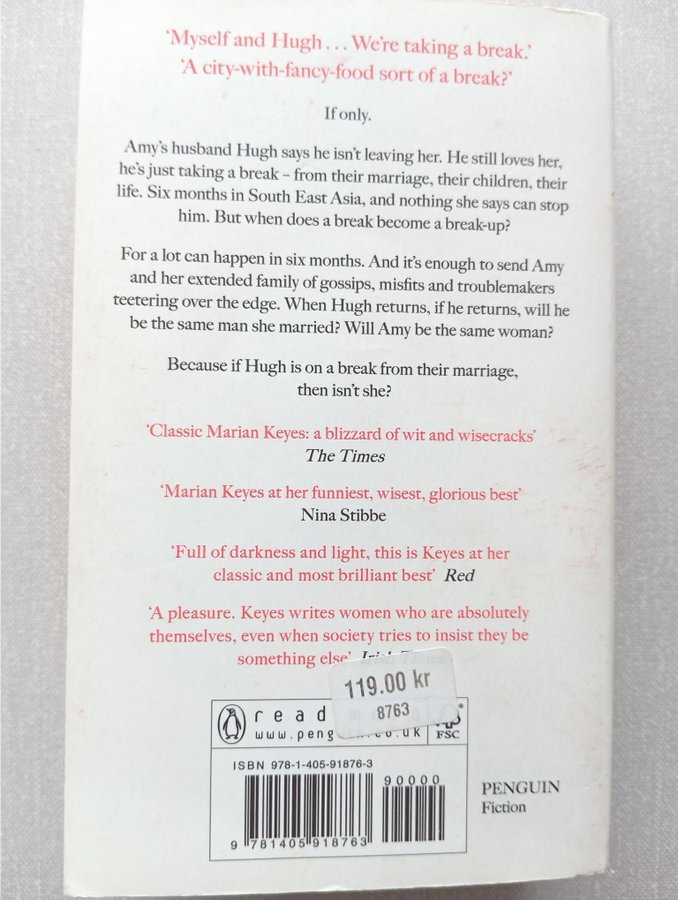 ‘Myself and Hugh . . . We’re taking a break.’
‘A city-with-fancy-food sort of a break?’
If only.
Amy’s husband Hugh says he isn’t leaving her. He still loves her,
he’s just taking a break – from their marriage, their children, their
life. Six months in South East Asia, and nothing she says can stop
him. But when does a break become a break-up?
For a lot can happen in six months. And it’s enough to send Amy
and her extended family of gossips, misfits and troublemakers
teetering over the edge. When Hugh returns, if he returns, will he
be the same man she married? Will Amy be the same woman?
Because if Hugh is on a break from their marriage,
then isn’t she?
‘Classic Marian Keyes: a blizzard of wit and wisecracks’
The Times
‘Marian Keyes at her funniest, wisest, glorious best’
Nina Stibbe
‘Full of darkness and light, this is Keyes at her
classic and most brilliant best’ Red
‘A pleasure. Keyes writes women who are absolutely
themselves, even when society tries to insist they be
something else’ Irish Times
119.00 kr
8763
read
www.peng .co.uk
FSC
ISBN 978-1-405-91876-3
90000
9 781405 918763
PENGUIN
Fiction